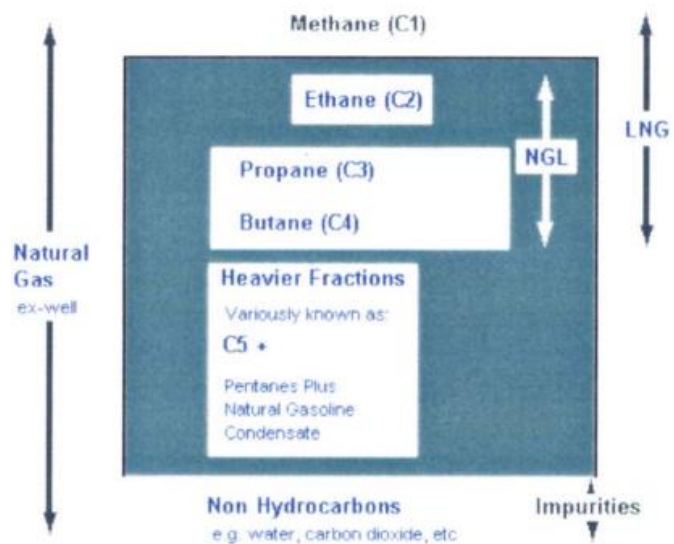 Methane (C1)
Ethane (C2)
NGL
LNG
Propane (C3)
Butane (C4)
Natural
Gas
ex-well
Heavier Fractions
Variously known as:
C5 +
Pentanes Plus
Natural Gasoline
Condensate
Non Hydrocarbons
e.g. water, carbon dioxide, etc
Impurities